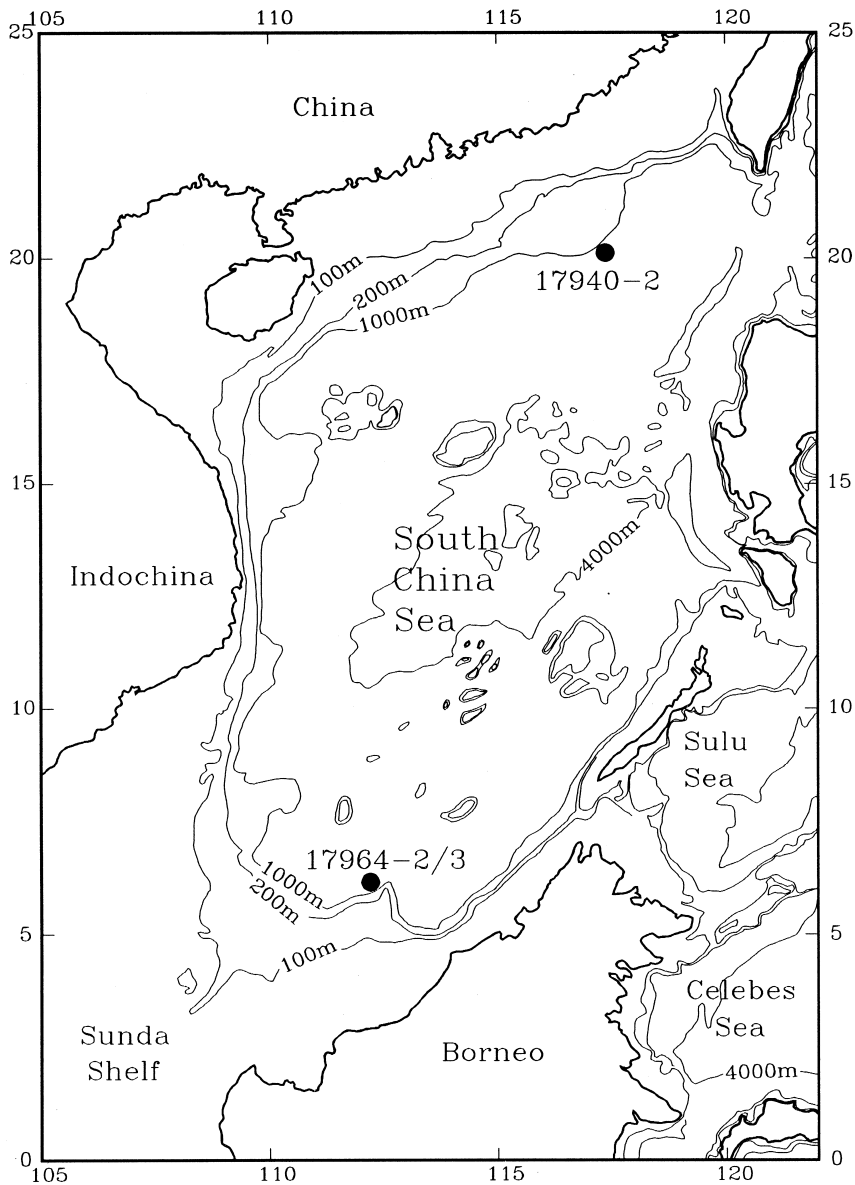 105 110 115 120
25 25
China
20 20
100m
200m
1000m
17940-2
15 15
South
China
Sea
4000m
Indochina
10 10
Sulu
Sea
17964-2/3
1000m
200m
100m
5 5
Celebes
Sea
Sunda
Shelf
Borneo
4000m
0 0
105 110 115 120